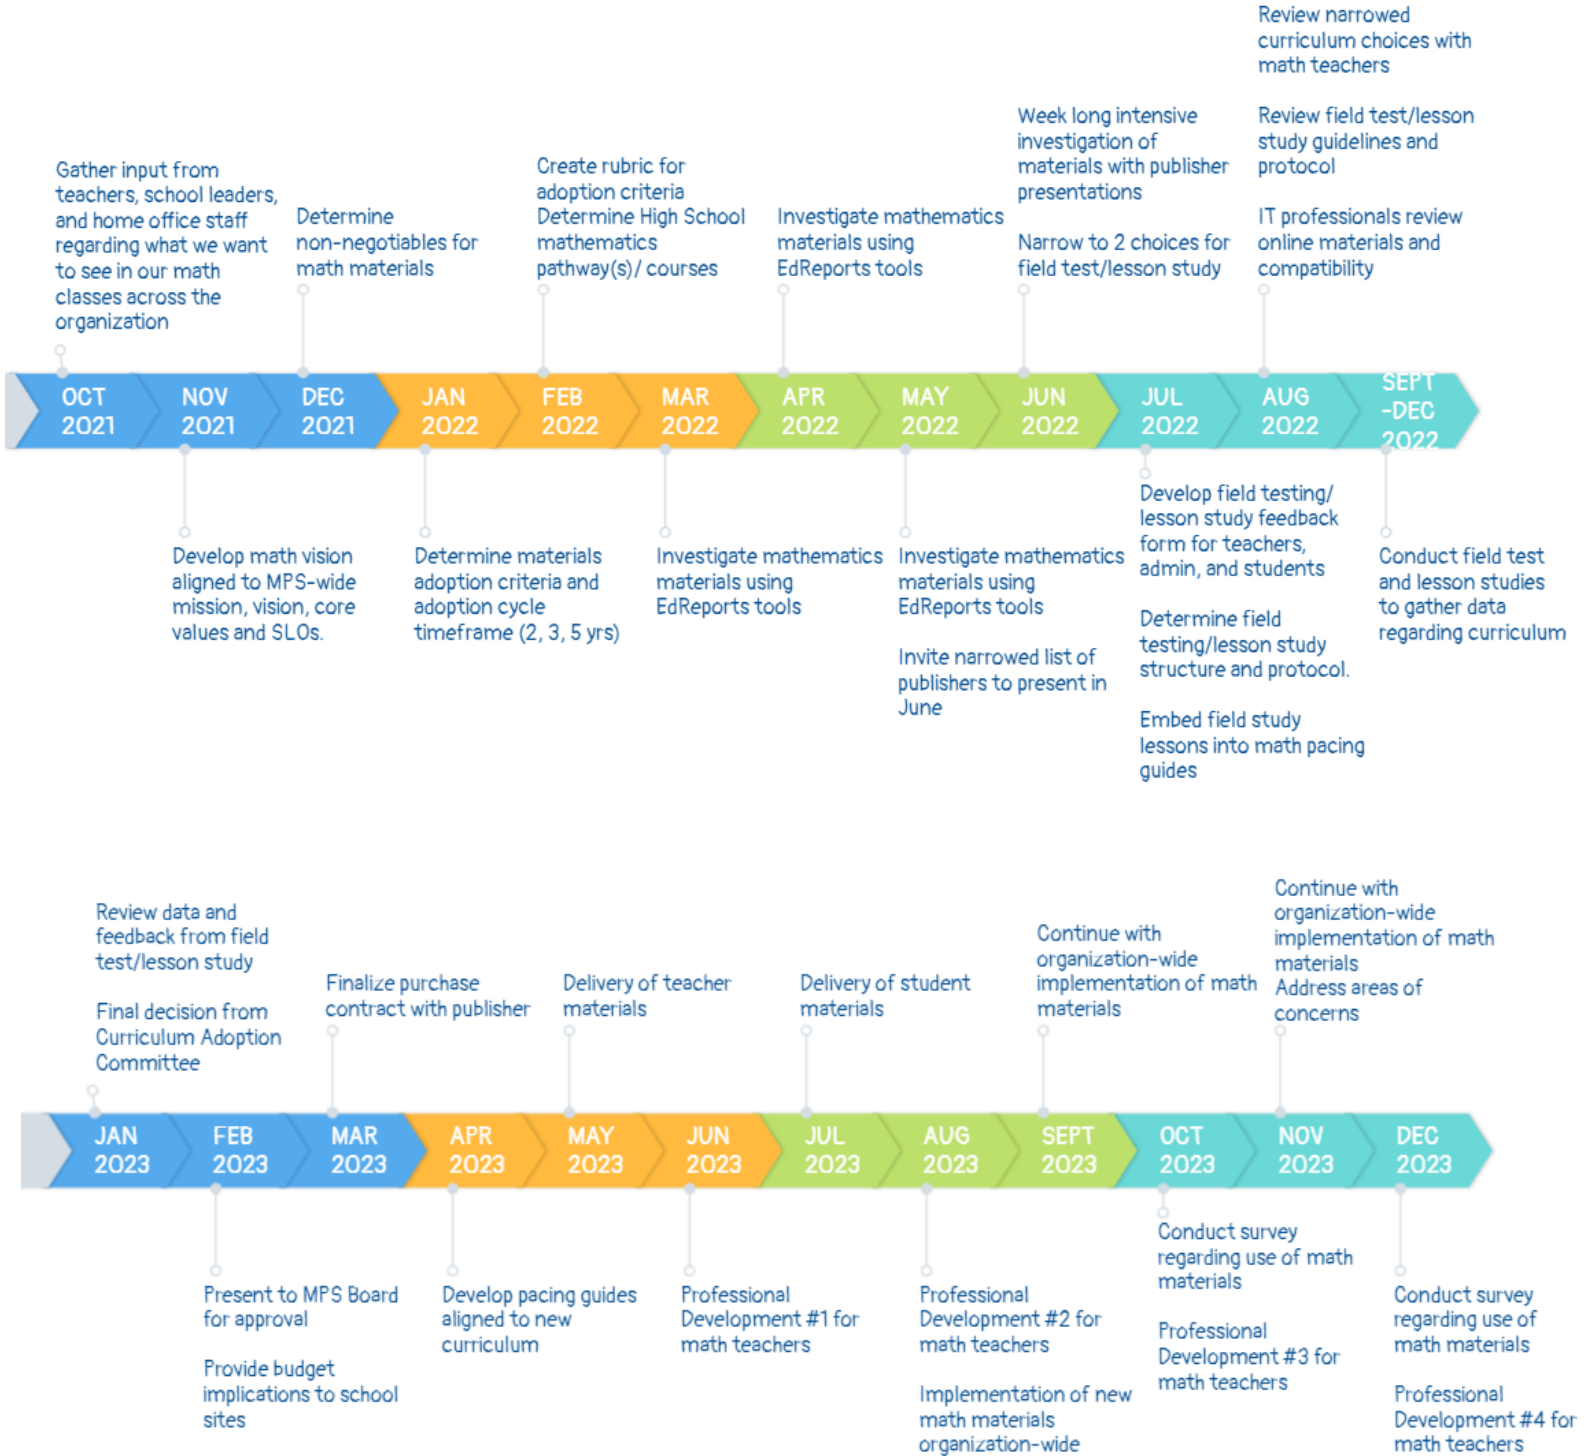 Gather input from
teachers, school leaders,
and home office staff
regarding what we want
to see in our math
classes across the
organization
Determine
non-negotiables for
math materials
Create rubric for
adoption criteria
Determine High School
mathematics
pathway(s)/ courses
Investigate mathematics
materials using
EdReports tools
Week long intensive
investigation of
materials with publisher
presentations
Narrow to 2 choices for
field test/lesson study
Review narrowed
curriculum choices with
math teachers
Review field test/lesson
study guidelines and
protocol
IT professionals review
online materials and
compatibility
OCT
2021
NOV
2021
DEC
2021
JAN
2022
FEB
2022
MAR
2022
APR
2022
MAY
2022
JUN
2022
JUL
2022
AUG
2022
SEPT
-DEC
2022
Develop math vision
aligned to MPS-wide
mission, vision, core
values and SLOs.
Determine materials
adoption criteria and
adoption cycle
timeframe (2, 3, 5 yrs)
Investigate mathematics
materials using
EdReports tools
Investigate mathematics
materials using
EdReports tools
Invite narrowed list of
publishers to present in
June
Develop field testing/
lesson study feedback
form for teachers,
admin, and students
Determine field
testing/lesson study
structure and protocol.
Embed field study
lessons into math pacing
guides
Conduct field test
and lesson studies
to gather data
regarding curriculum
Review data and
feedback from field
test/lesson study
Final decision from
Curriculum Adoption
Committee
Finalize purchase
contract with publisher
Delivery of teacher
materials
Delivery of student
materials
Continue with
organization-wide
implementation of math
materials
Continue with
organization-wide
implementation of math
materials
Address areas of
concerns
JAN
2023
FEB
2023
MAR
2023
APR
2023
MAY
2023
JUN
2023
JUL
2023
AUG
2023
SEPT
2023
OCT
2023
NOV
2023
DEC
2023
Present to MPS Board
for approval
Provide budget
implications to school
sites
Develop pacing guides
aligned to new
curriculum
Professional
Development #1 for
math teachers
Professional
Development #2 for
math teachers
Implementation of new
math materials
organization-wide
Conduct survey
regarding use of math
materials
Professional
Development #3 for
math teachers
Conduct survey
regarding use of
math materials
Professional
Development #4 for
math teachers